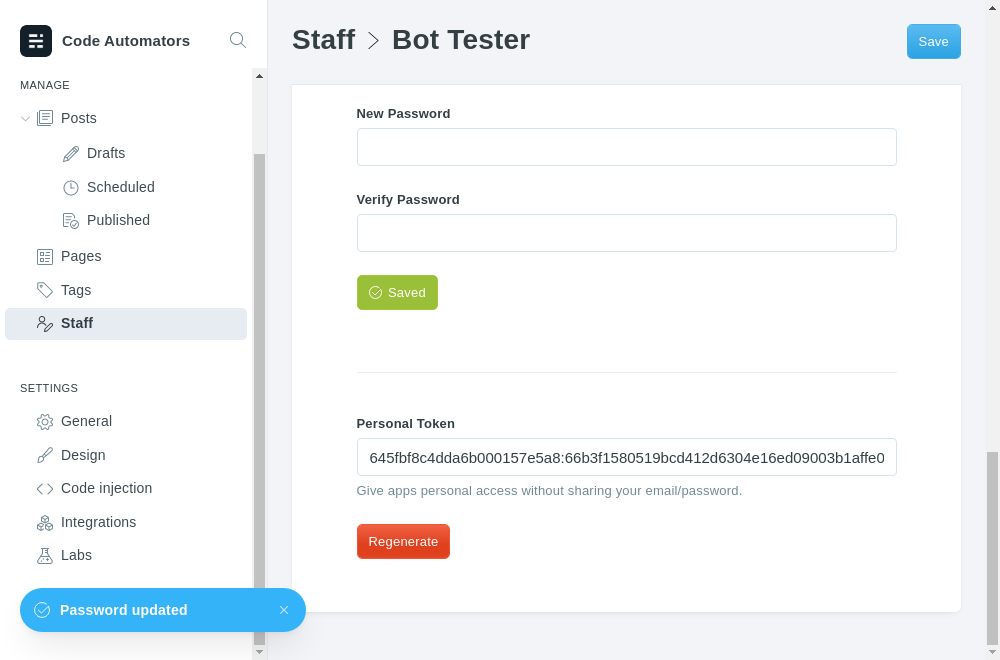 Code Automators
MANAGE
Posts
Drafts
Scheduled
Published
Pages
Tags
Staff
SETTINGS
General
Design
Code injection
Integrations
Labs
Password updated
Staff > Bot Tester
Save
New Password
Verify Password
Saved
Personal Token
645fbf8c4dda6b000157e5a8:66b3f1580519bcd412d6304e16ed09003b1affe0
Give apps personal access without sharing your email/password.
Regenerate